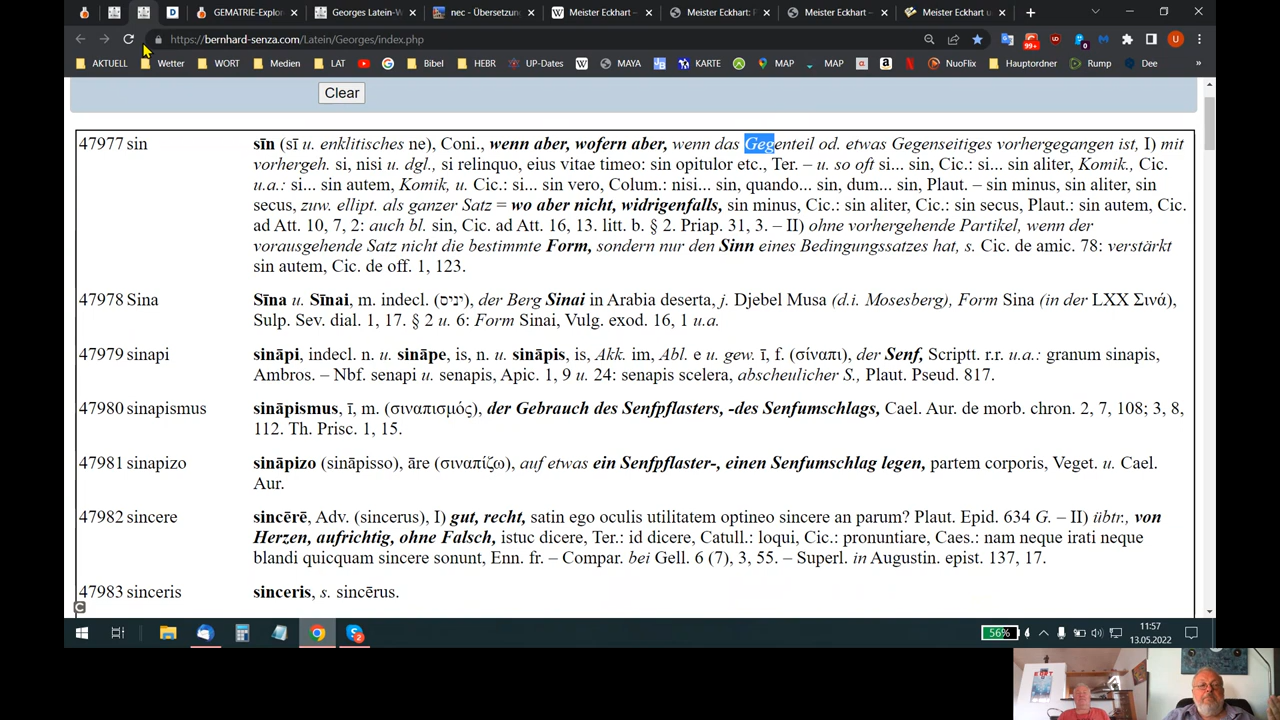 GEMATRIE-Explor
Georges Latein-W
nec - Übersetzun
Meister Eckhart –
Meister Eckhart: P
Meister Eckhart -
Meister Eckhart u
https://bernhard-senza.com/Latein/Georges/index.php
AKTUELL
Wetter
WORT
Medien
LAT
Bibel
HEBR
UP-Dates
MAYA
KARTE
MAP
MAP
NuoFlix
Hauptordner
Rump
Dee
Clear
47977 sin sīn (sī u. enklitisches ne), Coni., wenn aber, wofern aber, wenn das Gegenteil od. etwas Gegenseitiges vorhergegangen ist, I) mit
vorhergeh. si, nisi u. dgl., si relinquo, eius vitae timeo: sin opitulor etc., Ter. – u. so oft si... sin, Cic.: si... sin aliter, Komik., Cic.
u.a.: si... sin autem, Komik, u. Cic.: si... sin vero, Colum.: nisi... sin, quando... sin, dum... sin, Plaut. – sin minus, sin aliter, sin
secus, zuw. ellipt. als ganzer Satz = wo aber nicht, widrigenfalls, sin minus, Cic.: sin aliter, Cic.: sin secus, Plaut.: sin autem, Cic.
ad Att. 10, 7, 2: auch bl. sin, Cic. ad Att. 16, 13. litt. b. § 2. Priap. 31, 3. – II) ohne vorhergehende Partikel, wenn der
vorausgehende Satz nicht die bestimmte Form, sondern nur den Sinn eines Bedingungssatzes hat, s. Cic. de amic. 78: verstärkt
sin autem, Cic. de off. 1, 123.
47978 Sina Sīna u. Sīnai, m. indecl. (יניס), der Berg Sinai in Arabia deserta, j. Djebel Musa (d.i. Mosesberg), Form Sina (in der LXX Σινά),
Sulp. Sev. dial. 1, 17. § 2 u. 6: Form Sinai, Vulg. exod. 16, 1 u.a.
47979 sinapi sināpi, indecl. n. u. sināpe, is, n. u. sināpis, is, Akk. im, Abl. e u. gew. ī, f. (σίναπι), der Senf, Scriptt. r.r. u.a.: granum sinapis,
Ambros. – Nbf. senapi u. senapis, Apic. 1, 9 u. 24: senapis scelera, abscheulicher S., Plaut. Pseud. 817.
47980 sinapismus sināpismus, ī, m. (σιναπισμός), der Gebrauch des Senfpflasters, -des Senfumschlags, Cael. Aur. de morb. chron. 2, 7, 108; 3, 8,
112. Th. Prisc. 1, 15.
47981 sinapizo sināpizo (sināpisso), āre (σιναπίζω), auf etwas ein Senfpflaster-, einen Senfumschlag legen, partem corporis, Veget. u. Cael.
Aur.
47982 sincere sincērē, Adv. (sincerus), I) gut, recht, satin ego oculis utilitatem optineo sincere an parum? Plaut. Epid. 634 G. – II) übtr., von
Herzen, aufrichtig, ohne Falsch, istuc dicere, Ter.: id dicere, Catull.: loqui, Cic.: pronuntiare, Caes.: nam neque irati neque
blandi quicquam sincere sonunt, Enn. fr. – Compar. bei Gell. 6 (7), 3, 55. – Superl. in Augustin. epist. 137, 17.
47983 sinceris sinceris, s. sincērus.
56%
11:57
13.05.2022